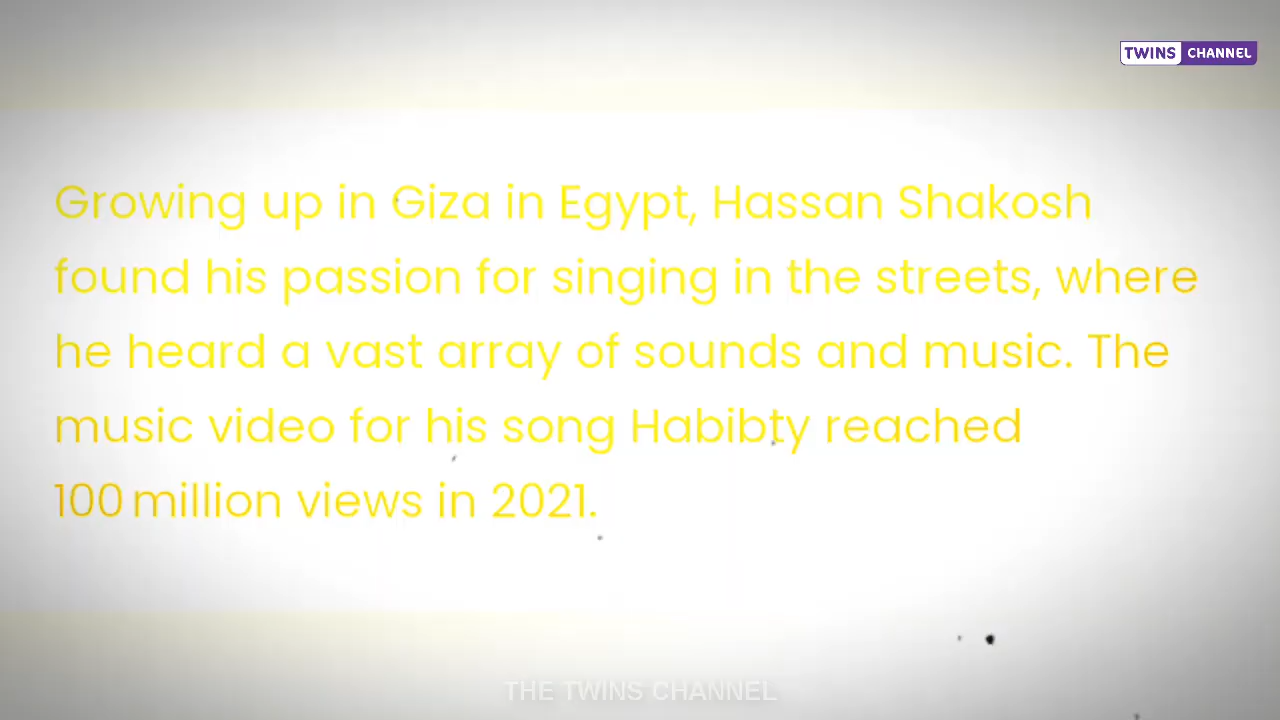 TWINS CHANNEL
Growing up in Giza in Egypt, Hassan Shakosh
found his passion for singing in the streets, where
he heard a vast array of sounds and music. The
music video for his song Habibty reached
100 million views in 2021.
THE TWINS CHANNEL